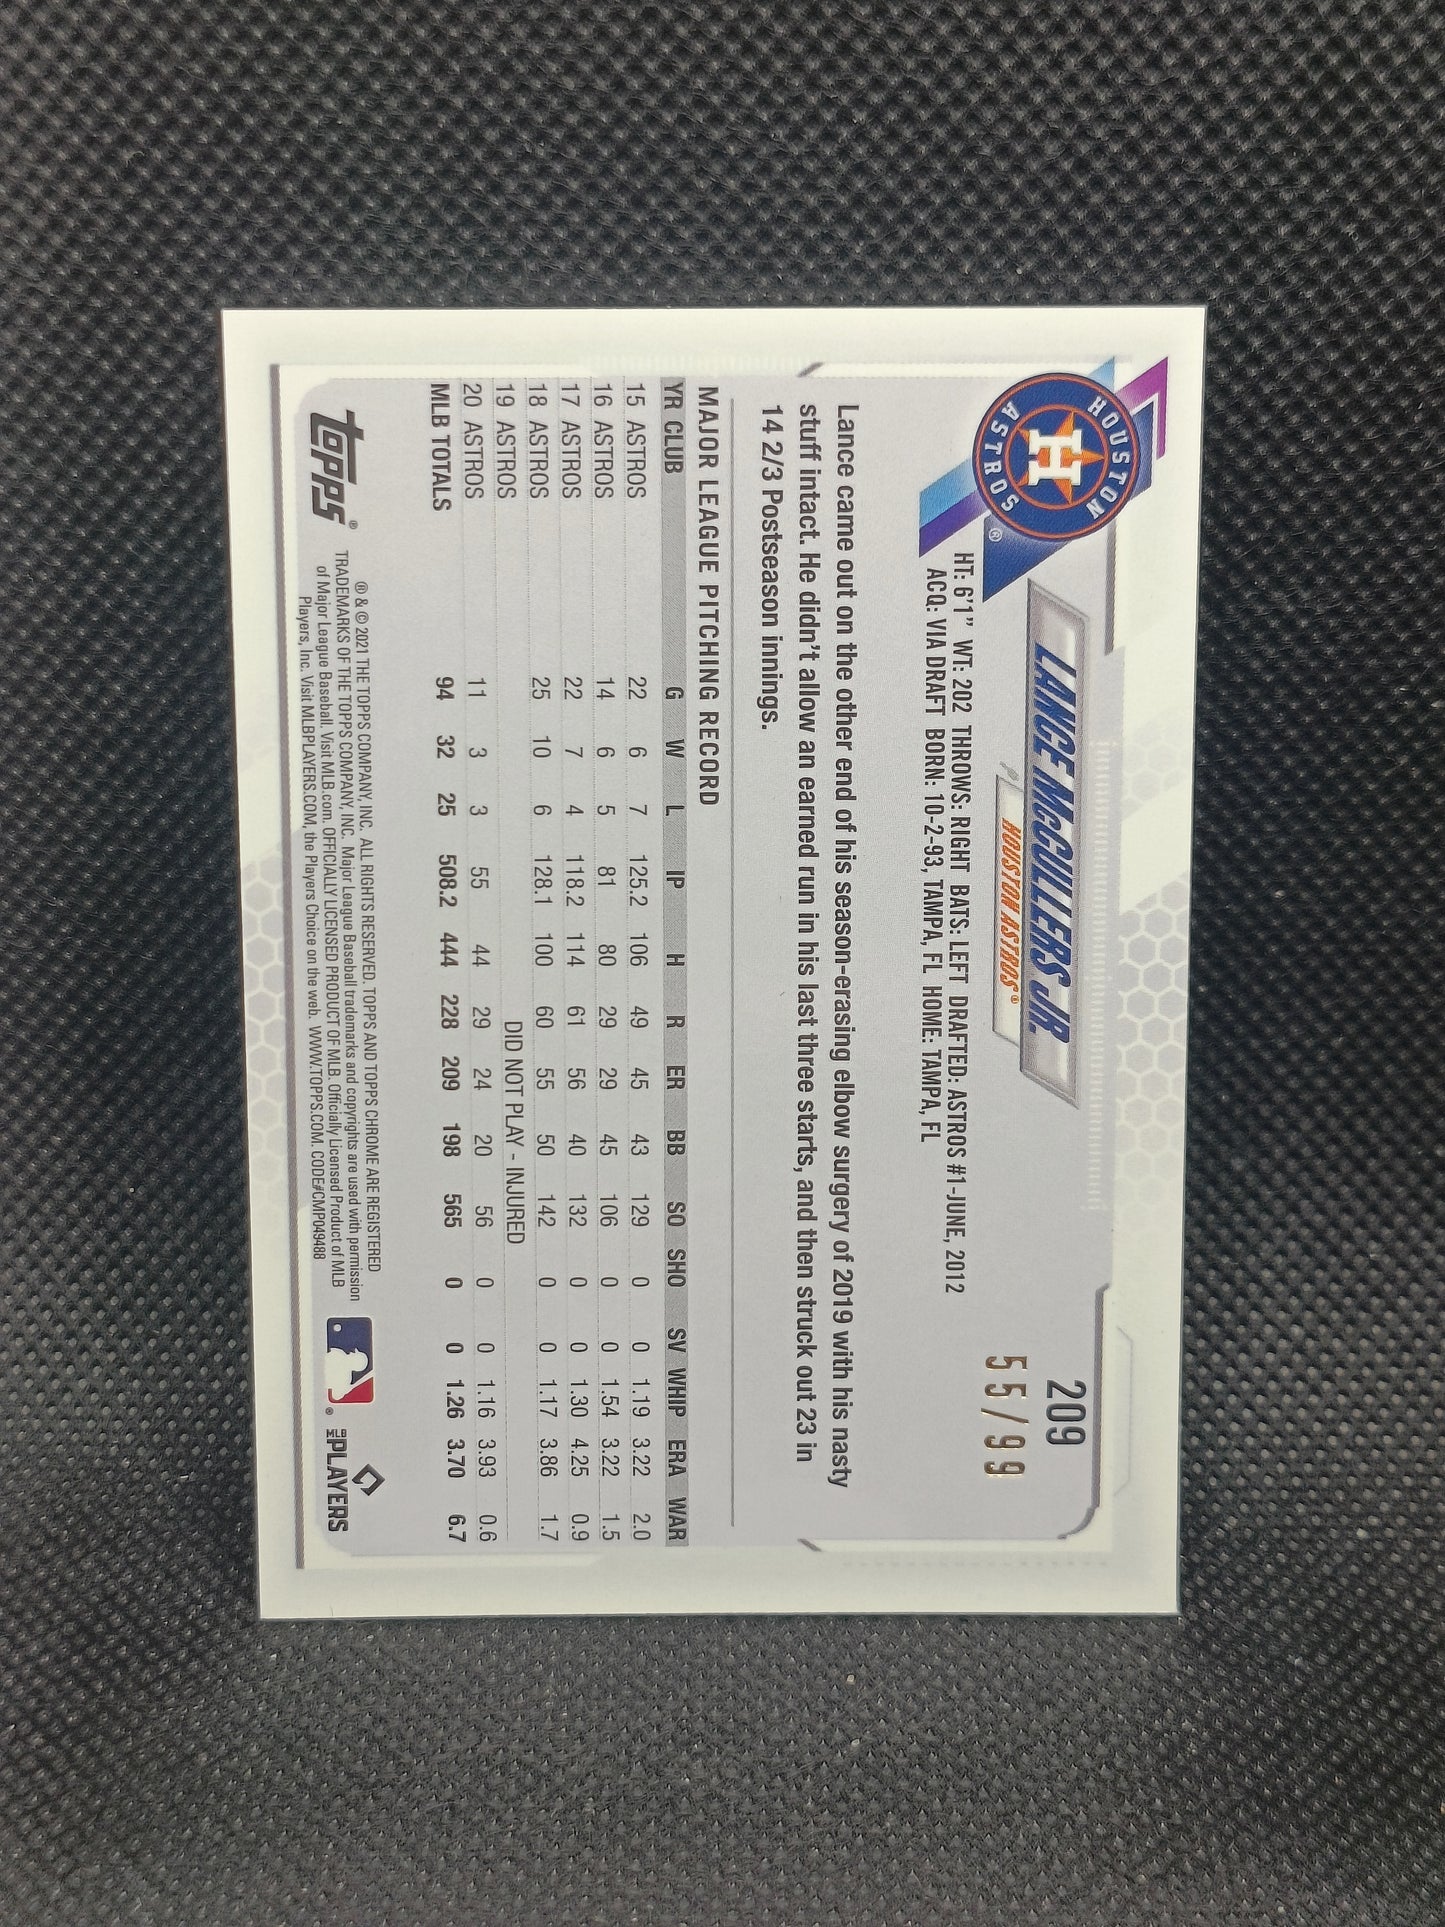 HOUSTON
ASTROS
®
LANCE McCULLERS JR.
HOUSTON ASTROS®
209
55/99
HT: 6'1" WT: 202 THROWS: RIGHT BATS: LEFT DRAFTED: ASTROS #1-JUNE, 2012
ACQ: VIA DRAFT BORN: 10-2-93, TAMPA, FL HOME: TAMPA, FL
Lance came out on the other end of his season-erasing elbow surgery of 2019 with his nasty
stuff intact. He didn't allow an earned run in his last three starts, and then struck out 23 in
14 2/3 Postseason innings.
MAJOR LEAGUE PITCHING RECORD
YR CLUB G W L IP H R ER BB SO SHO SV WHIP ERA WAR
15 ASTROS 22 6 7 125.2 106 49 45 43 129 0 0 1.19 3.22 2.0
16 ASTROS 14 6 5 81 80 29 29 45 106 0 0 1.54 3.22 1.5
17 ASTROS 22 7 4 118.2 114 61 56 40 132 0 0 1.30 4.25 0.9
18 ASTROS 25 10 6 128.1 100 60 55 50 142 0 0 1.17 3.86 1.7
19 ASTROS DID NOT PLAY - INJURED
20 ASTROS 11 3 3 55 44 29 24 20 56 0 0 1.16 3.93 0.6
MLB TOTALS 94 32 25 508.2 444 228 209 198 565 0 0 1.26 3.70 6.7
topps®
® & © 2021 THE TOPPS COMPANY, INC. ALL RIGHTS RESERVED. TOPPS AND TOPPS CHROME ARE REGISTERED
TRADEMARKS OF THE TOPPS COMPANY, INC. Major League Baseball trademarks and copyrights are used with permission
of Major League Baseball. Visit MLB.com. OFFICIALLY LICENSED PRODUCT OF MLB. Officially Licensed Product of MLB
Players, Inc. Visit MLBPLAYERS.COM, the Players Choice on the web. WWW.TOPPS.COM. CODE#CMP049488
®
MLB PLAYERS